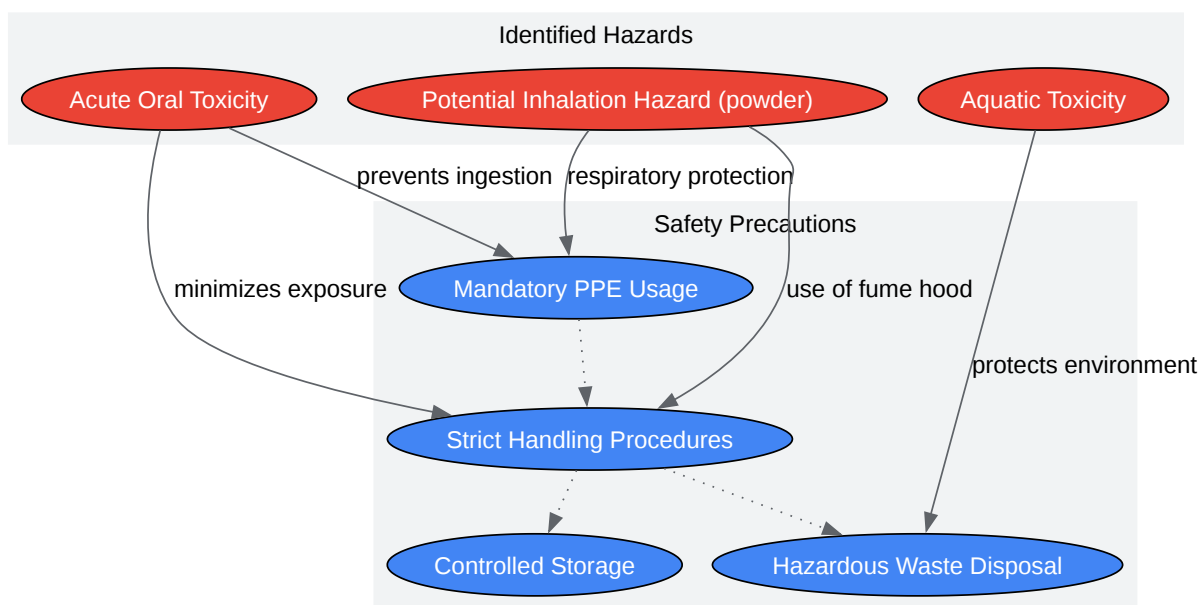 Identified Hazards
Acute Oral Toxicity
Potential Inhalation Hazard (powder)
Aquatic Toxicity
prevents ingestion
respiratory protection
Safety Precautions
minimizes exposure
Mandatory PPE Usage
use of fume hood
protects environment
Strict Handling Procedures
Controlled Storage
Hazardous Waste Disposal